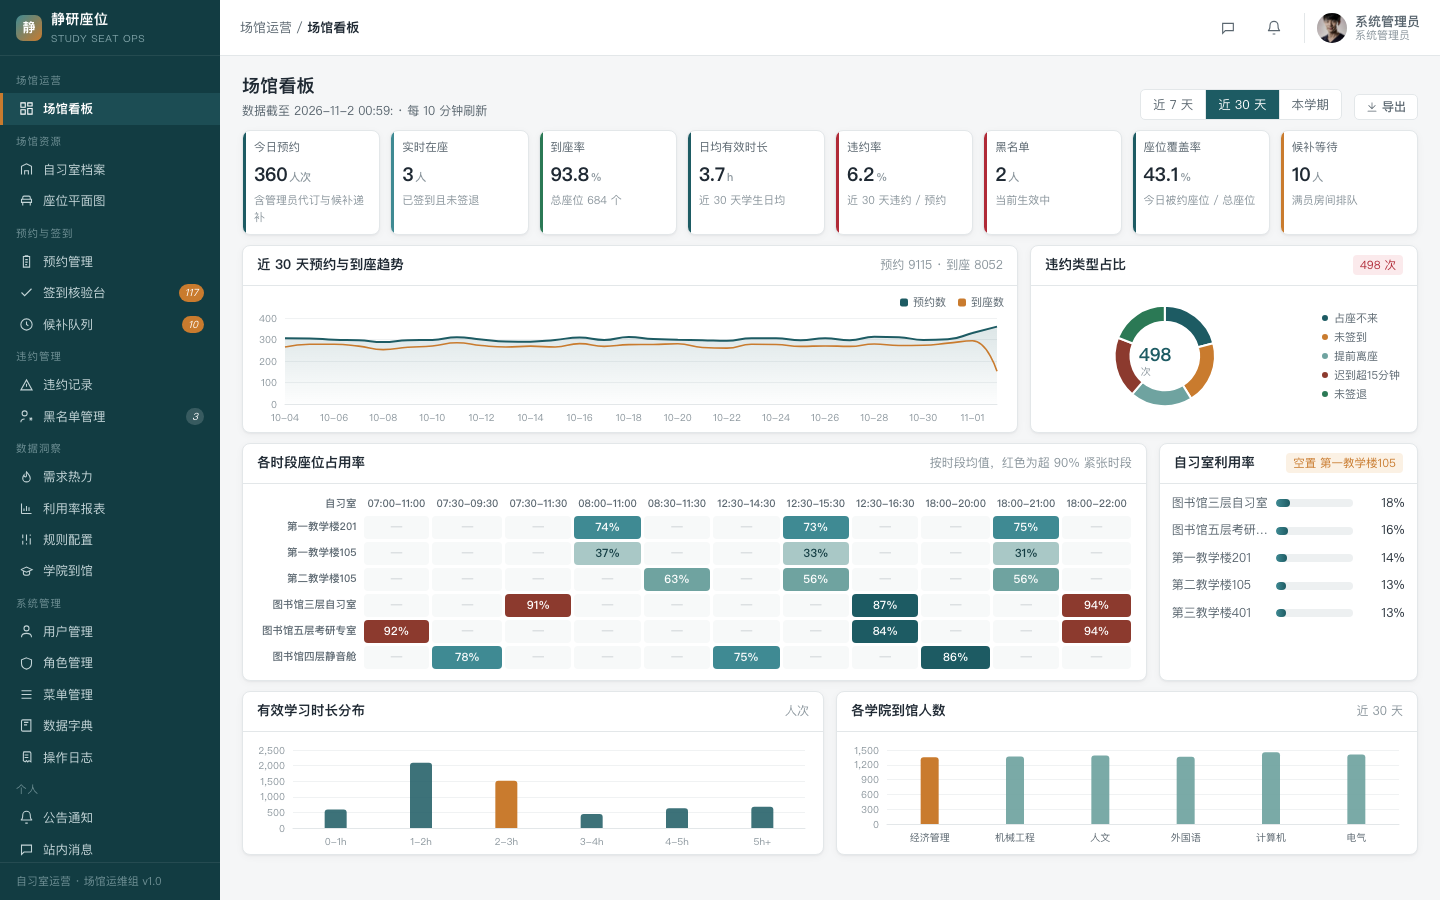 静
静研座位
STUDY SEAT OPS
场馆运营
场馆看板
场馆资源
自习室档案
座位平面图
预约与签到
预约管理
签到核验台
117
候补队列
10
违约管理
违约记录
黑名单管理
3
数据洞察
需求热力
利用率报表
规则配置
学院到馆
系统管理
用户管理
角色管理
菜单管理
数据字典
操作日志
个人
公告通知
站内消息
自习室运营 · 场馆运维组 v1.0
场馆运营 / 场馆看板
系统管理员
系统管理员
场馆看板
数据截至 2026-11-2 00:59: · 每 10 分钟刷新
近 7 天
近 30 天
本学期
导出
今日预约
360 人次
含管理员代订与候补递
补
实时在座
3 人
已签到且未签退
到座率
93.8 %
总座位 684 个
日均有效时长
3.7 h
近 30 天学生日均
违约率
6.2 %
近 30 天违约 / 预约
黑名单
2 人
当前生效中
座位覆盖率
43.1 %
今日被约座位 / 总座位
候补等待
10 人
满员房间排队
近 30 天预约与到座趋势
预约 9115 · 到座 8052
预约数 到座数
400
300
200
100
0
10-04 10-06 10-08 10-10 10-12 10-14 10-16 10-18 10-20 10-22 10-24 10-26 10-28 10-30 11-01
违约类型占比
498 次
498
次
占座不来
未签到
提前离座
迟到超15分钟
未签退
各时段座位占用率
按时段均值，红色为超 90% 紧张时段
自习室 07:00-11:00 07:30-09:30 07:30-11:30 08:00-11:00 08:30-11:30 12:30-14:30 12:30-15:30 12:30-16:30 18:00-20:00 18:00-21:00 18:00-22:00
第一教学楼201 — — — 74% — — 73% — — 75% —
第一教学楼105 — — — 37% — — 33% — — 31% —
第二教学楼105 — — — — 63% — 56% — — 56% —
图书馆三层自习室 — — 91% — — — — 87% — — 94%
图书馆五层考研专室 92% — — — — — — 84% — — 94%
图书馆四层静音舱 — 78% — — — 75% — — 86% — —
自习室利用率
空置 第一教学楼105
图书馆三层自习室 18%
图书馆五层考研... 16%
第一教学楼201 14%
第二教学楼105 13%
第三教学楼401 13%
有效学习时长分布
人次
2,500
2,000
1,500
1,000
500
0
0-1h 1-2h 2-3h 3-4h 4-5h 5h+
各学院到馆人数
近 30 天
1,500
1,200
900
600
300
0
经济管理 机械工程 人文 外国语 计算机 电气